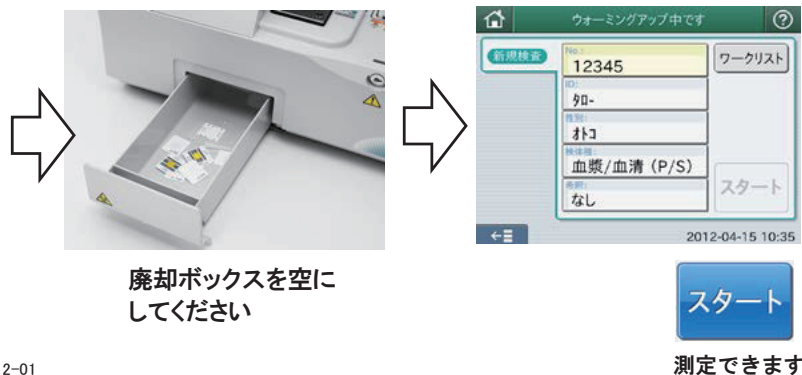 ウォーミングアップ中です
?
新規検査
No.:
12345
ワークリスト
ID:
ﾀﾛｰ
性別:
ｵﾄｺ
検体種:
血漿/血清 (P/S)
希釈:
なし
スタート
2012-04-15 10:35
廃却ボックスを空に
してください
スタート
測定できます
2-01